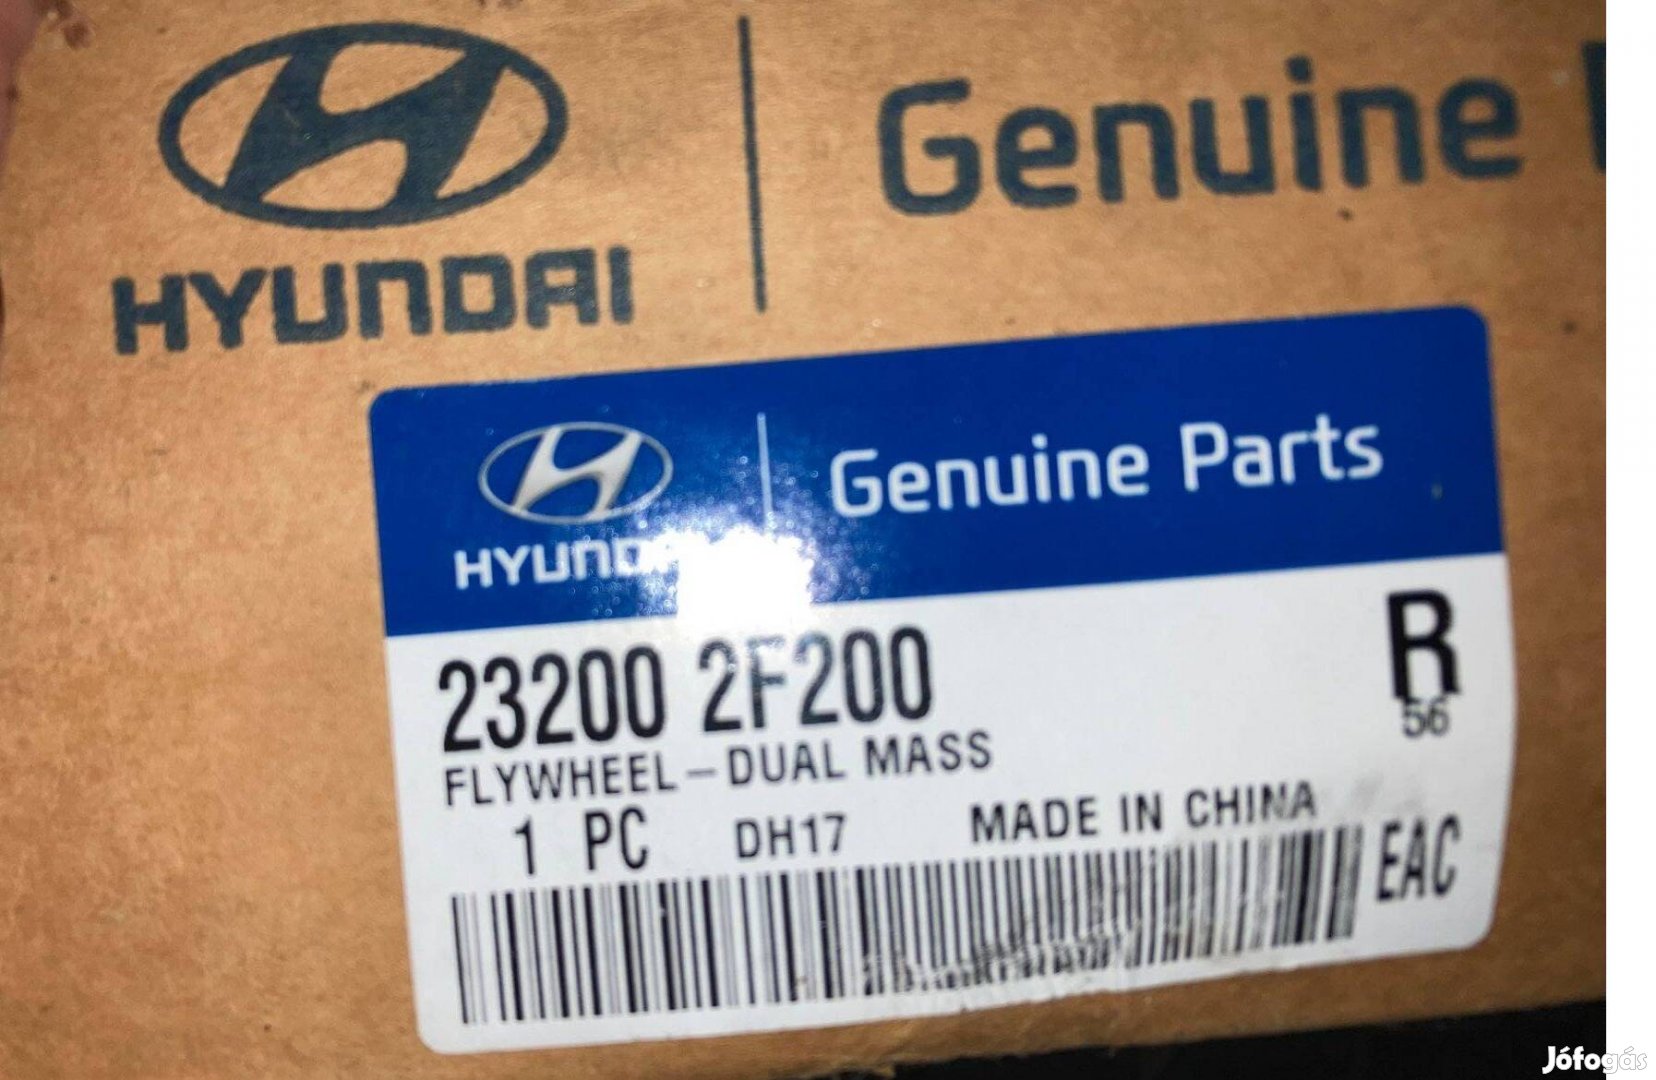 HYUNDAI
Genuine
HYUNDAI
Genuine Parts
23200 2F200
R
56
FLYWHEEL-DUAL MASS
1 PC DH17 MADE IN CHINA
EAC
Jófogás